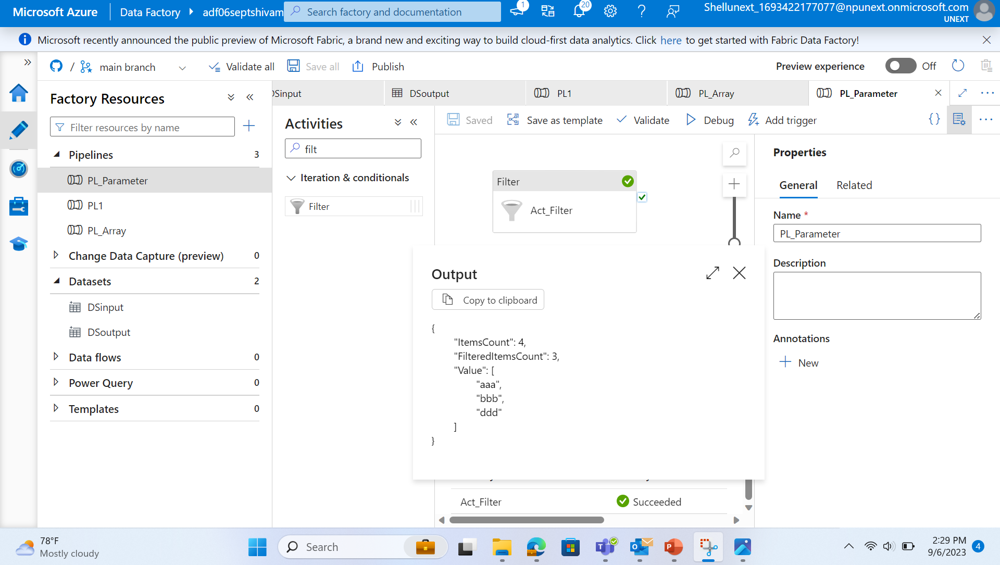 Microsoft Azure
Data Factory
adf06septshivam
Search factory and documentation
1
20
Shellunext_1693422177077@npunext.onmicrosoft.com
UNEXT
Microsoft recently announced the public preview of Microsoft Fabric, a brand new and exciting way to build cloud-first data analytics. Click here to get started with Fabric Data Factory!
/ main branch
Validate all
Save all
Publish
Preview experience
Off
Factory Resources
Filter resources by name
Pipelines 3
PL_Parameter
PL1
PL_Array
Change Data Capture (preview) 0
Datasets 2
DSinput
DSoutput
Data flows 0
Power Query 0
Templates 0
DSinput
DSoutput
PL1
PL_Array
PL_Parameter
Activities
filt
Iteration & conditionals
Filter
Saved
Save as template
Validate
Debug
Add trigger
{}
Filter
Act_Filter
Output
Copy to clipboard
{
"ItemsCount": 4,
"FilteredItemsCount": 3,
"Value": [
"aaa",
"bbb",
"ddd"
]
}
Act_Filter
Succeeded
Properties
General
Related
Name *
PL_Parameter
Description
Annotations
New
78°F
Mostly cloudy
Search
2:29 PM
9/6/2023
4